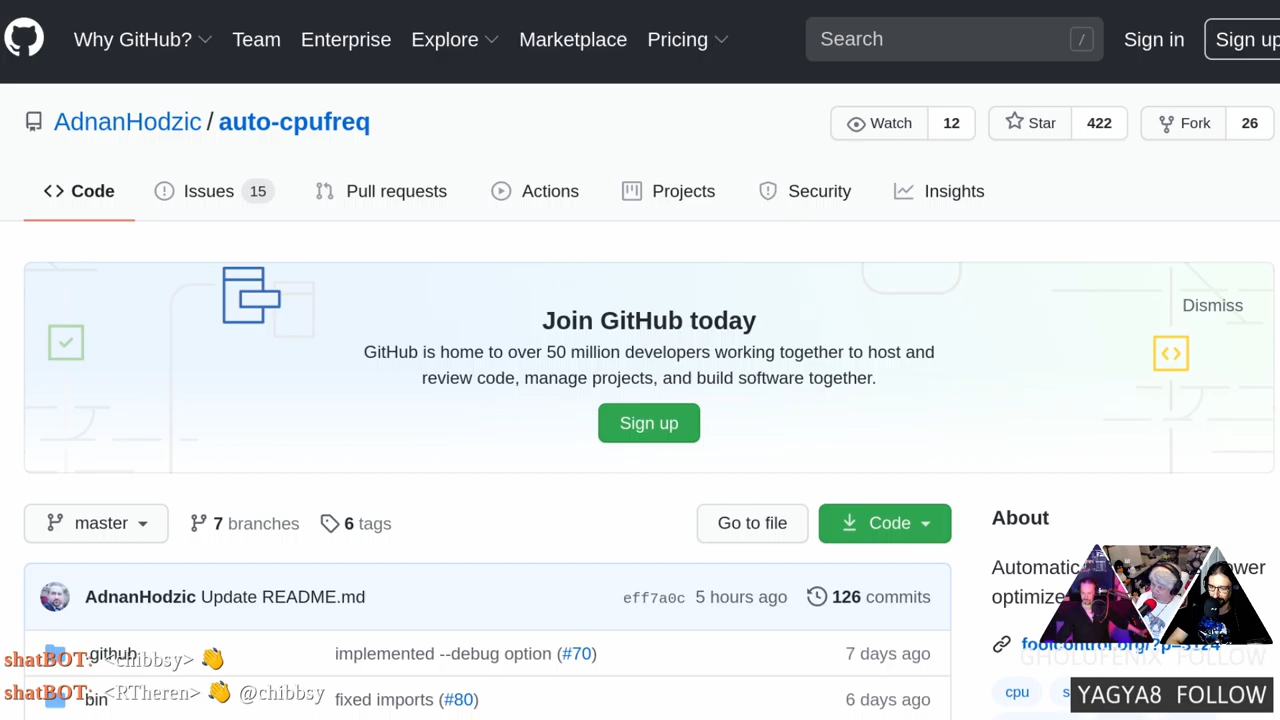 Why GitHub? Team Enterprise Explore Marketplace Pricing Search / Sign in Sign up
AdnanHodzic / auto-cpufreq Watch 12 Star 422 Fork 26
Code Issues 15 Pull requests Actions Projects Security Insights
Dismiss
Join GitHub today
GitHub is home to over 50 million developers working together to host and
review code, manage projects, and build software together.
Sign up
master 7 branches 6 tags Go to file Code
About
Automatic
optimize
AdnanHodzic Update README.md eff7a0c 5 hours ago 126 commits
.github implemented --debug option (#70) 7 days ago
bin fixed imports (#80) 6 days ago
foolcontrol.org/?p=3124
cpu
shatBOT: <chibbsy> 👋
shatBOT: <RTheren> 👋 @chibbsy
GHOLUFENIX FOLLOW
YAGYA8 FOLLOW